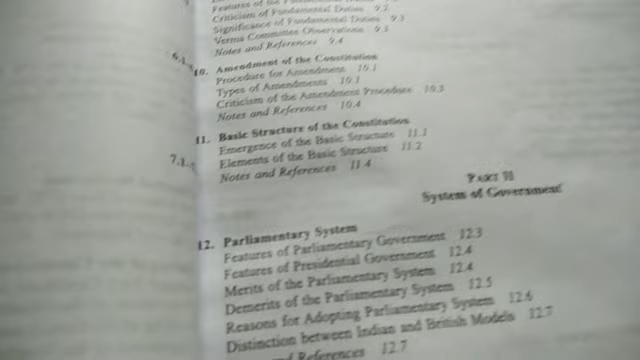 Features of the
Criticism of Fundamental Duties 9.2
Significance of Fundamental Duties 9.3
Verma Committee Observations 9.3
Notes and References 9.4
10. Amendment of the Constitution
Procedure for Amendment 10.1
Types of Amendments 10.1
Criticism of the Amendment Procedure 10.3
Notes and References 10.4
11. Basic Structure of the Constitution
Emergence of the Basic Structure 11.1
Elements of the Basic Structure 11.2
Notes and References 11.4
7.1
PART II
System of Government
12. Parliamentary System
Features of Parliamentary Government 12.3
Features of Presidential Government 12.4
Merits of the Parliamentary System 12.4
Demerits of the Parliamentary System 12.5
Reasons for Adopting Parliamentary System 12.6
Distinction between Indian and British Models 12.7
References 12.7